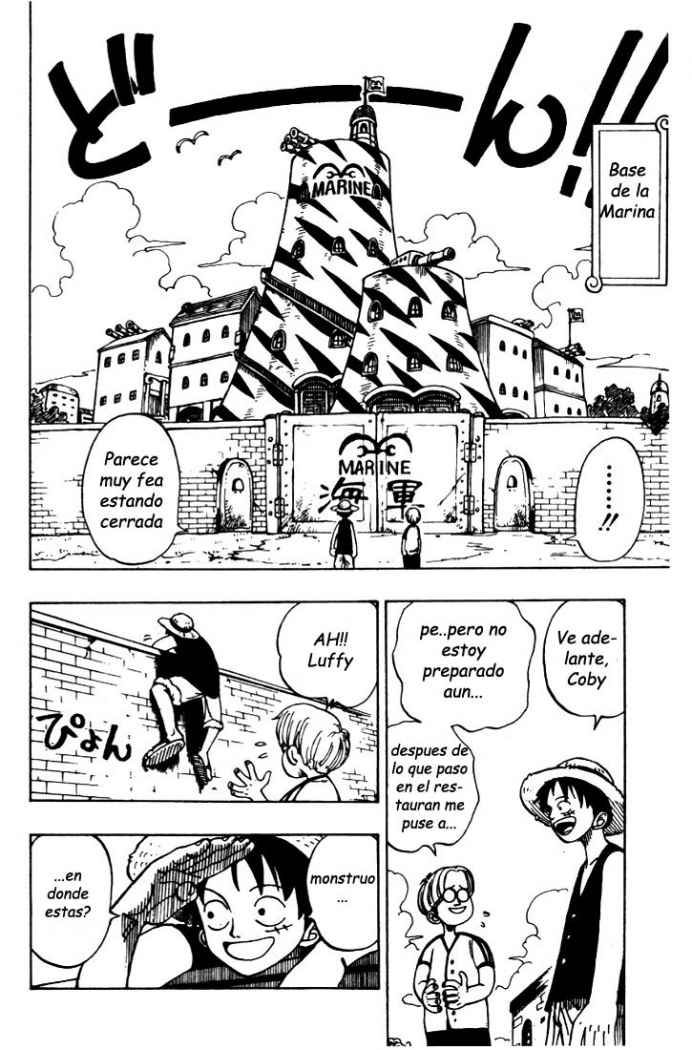 どーん!!
Base
de la
Marina
MARINE
......
!!
Parece
muy fea
estando
cerrada
MARINE
海軍
Ve ade-
lante,
Coby
pe..pero no
estoy
preparado
aun...
despues de
lo que paso
en el res-
tauran me
puse a...
AH!!
Luffy
ぴょん
monstruo
...
...en
donde
estas?